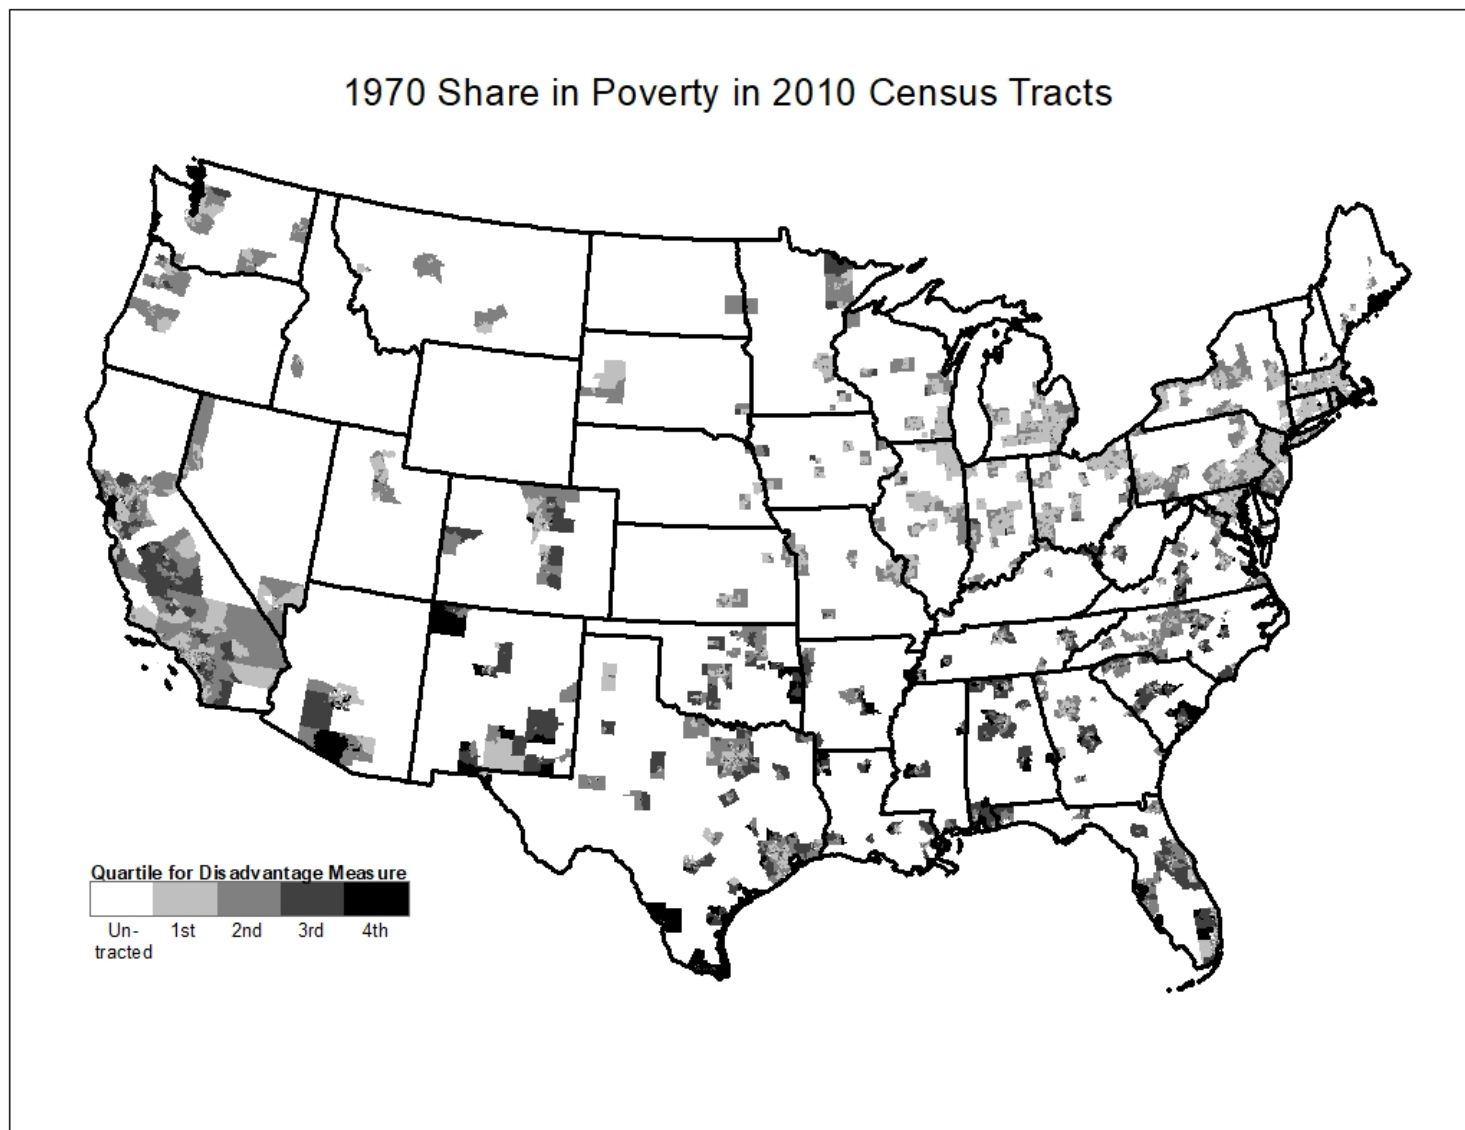 1970 Share in Poverty in 2010 Census Tracts
Quartile for Disadvantage Measure
Un-
tracted
1st
2nd
3rd
4th